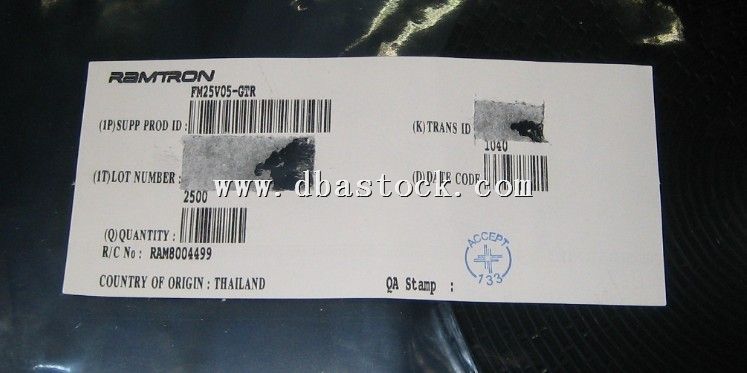 RAMTRON
FM25V05-GTR
(1P)SUPP PROD ID :
(K)TRANS ID
1040
(1T)LOT NUMBER :
(D)DATE CODE
www.dbastock.com
2500
(Q)QUANTITY :
R/C No : RAM8004499
ACCEPT
133
COUNTRY OF ORIGIN : THAILAND
QA Stamp :